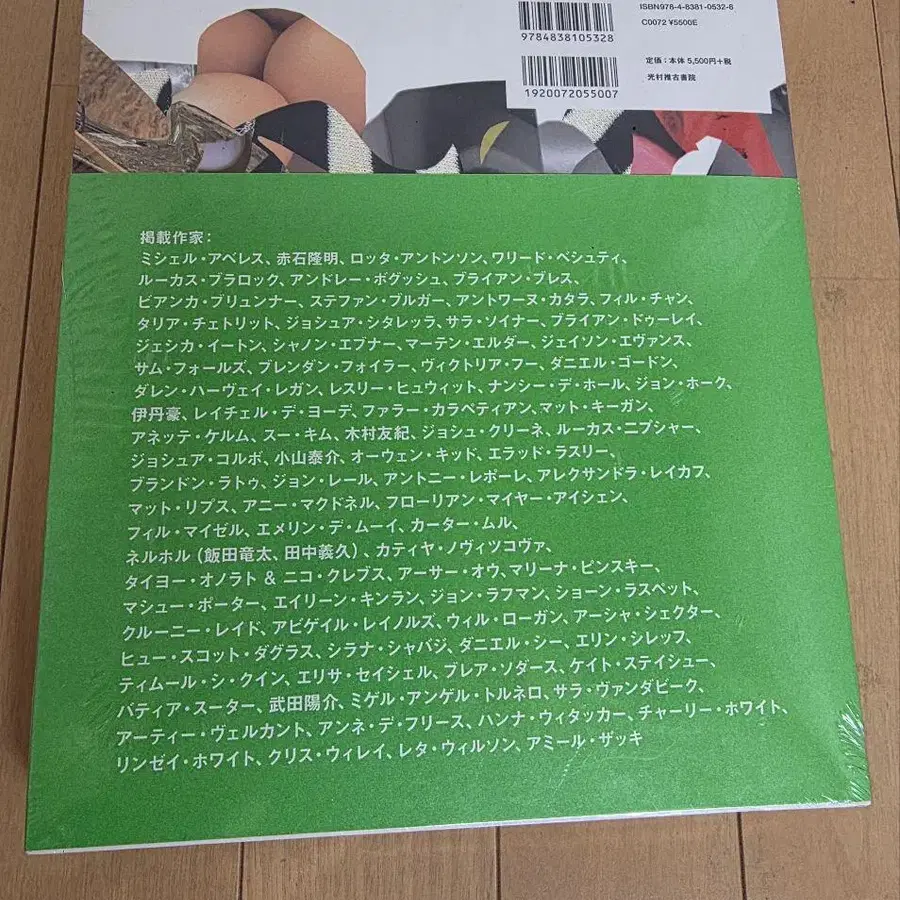 ISBN978-4-8381-0532-8
C0072 ¥5500E
9784838105328
定価：本体 5,500円＋税
光村推古書院
1920072055007
掲載作家：
ミシェル・アベレス、赤石隆明、ロッタ・アントンソン、ワリード・ベシュティ、
ルーカス・ブラロック、アンドレー・ボグッシュ、ブライアン・ブレス、
ビアンカ・ブリュンナー、ステファン・ブルガー、アントワーヌ・カタラ、フィル・チャン、
タリア・チェトリット、ジョシュア・シタレッラ、サラ・ソイナー、ブライアン・ドゥーレイ、
ジェシカ・イートン、シャノン・エブナー、マーテン・エルダー、ジェイソン・エヴァンス、
サム・フォールズ、ブレンダン・フォイラー、ヴィクトリア・フー、ダニエル・ゴードン、
ダレン・ハーヴェイ・レガン、レスリー・ヒュウィット、ナンシー・デ・ホール、ジョン・ホーク、
伊丹豪、レイチェル・デ・ヨーデ、ファラー・カラペティアン、マット・キーガン、
アネッテ・ケルム、スー・キム、木村友紀、ジョシュ・クリーネ、ルーカス・ニプシャー、
ジョシュア・コルボ、小山泰介、オーウェン・キッド、エラッド・ラスリー、
ブランドン・ラトゥ、ジョン・レール、アントニー・レポーレ、アレクサンドラ・レイカフ、
マット・リプス、アニー・マクドネル、フローリアン・マイヤー・アイシェン、
フィル・マイゼル、エメリン・デ・ムーイ、カーター・ムル、
ネルホル（飯田竜太、田中義久）、カティヤ・ノヴィツコヴァ、
タイヨー・オノラト & ニコ・クレブス、アーサー・オウ、マリーナ・ピンスキー、
マシュー・ポーター、エイリーン・キンラン、ジョン・ラフマン、ショーン・ラスペット、
クルーニー・レイド、アビゲイル・レイノルズ、ウィル・ローガン、アーシャ・シェクター、
ヒュー・スコット・ダグラス、シラナ・シャバジ、ダニエル・シー、エリン・シレッフ、
ティムール・シ・クイン、エリサ・セイシェル、ブレア・ソダース、ケイト・ステイシュー、
バティア・スーター、武田陽介、ミゲル・アンゲル・トルネロ、サラ・ヴァンダビーク、
アーティー・ヴェルカント、アンネ・デ・フリース、ハンナ・ウィタッカー、チャーリー・ホワイト、
リンゼイ・ホワイト、クリス・ウィレイ、レタ・ウィルソン、アミール・ザッキ